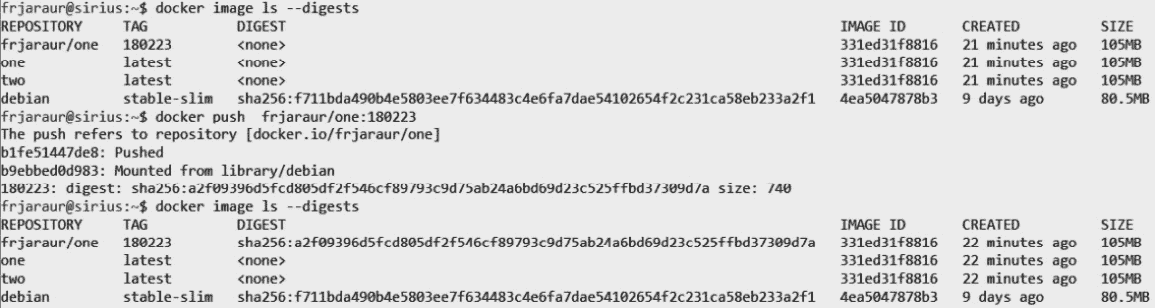 frjaraur@sirius:~$ docker image ls --digests
REPOSITORY TAG DIGEST IMAGE ID CREATED SIZE
frjaraur/one 180223 <none> 331ed31f8816 21 minutes ago 105MB
one latest <none> 331ed31f8816 21 minutes ago 105MB
two latest <none> 331ed31f8816 21 minutes ago 105MB
debian stable-slim sha256:f711bda490b4e5803ee7f634483c4e6fa7dae54102654f2c231ca58eb233a2f1 4ea5047878b3 9 days ago 80.5MB
frjaraur@sirius:~$ docker push  frjaraur/one:180223
The push refers to repository [docker.io/frjaraur/one]
b1fe51447de8: Pushed
b9ebbed0d983: Mounted from library/debian
180223: digest: sha256:a2f09396d5fcd805df2f546cf89793c9d75ab24a6bd69d23c525ffbd37309d7a size: 740
frjaraur@sirius:~$ docker image ls --digests
REPOSITORY TAG DIGEST IMAGE ID CREATED SIZE
frjaraur/one 180223 sha256:a2f09396d5fcd805df2f546cf89793c9d75ab24a6bd69d23c525ffbd37309d7a 331ed31f8816 22 minutes ago 105MB
one latest <none> 331ed31f8816 22 minutes ago 105MB
two latest <none> 331ed31f8816 22 minutes ago 105MB
debian stable-slim sha256:f711bda490b4e5803ee7f634483c4e6fa7dae54102654f2c231ca58eb233a2f1 4ea5047878b3 9 days ago 80.5MB